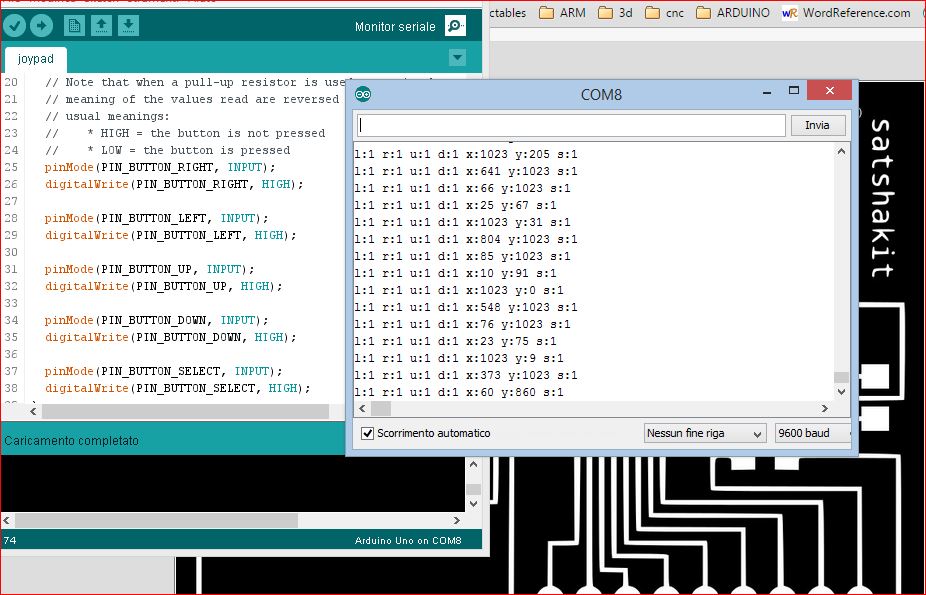 ctables ARM 3d cnc ARDUINO WordReference.com
Monitor seriale
joypad
20 // Note that when a pull-up resistor is
21 // meaning of the values read are reversed
22 // usual meanings:
23 // * HIGH = the button is not pressed
24 // * LOW = the button is pressed
25 pinMode(PIN_BUTTON_RIGHT, INPUT);
26 digitalWrite(PIN_BUTTON_RIGHT, HIGH);
27
28 pinMode(PIN_BUTTON_LEFT, INPUT);
29 digitalWrite(PIN_BUTTON_LEFT, HIGH);
30
31 pinMode(PIN_BUTTON_UP, INPUT);
32 digitalWrite(PIN_BUTTON_UP, HIGH);
33
34 pinMode(PIN_BUTTON_DOWN, INPUT);
35 digitalWrite(PIN_BUTTON_DOWN, HIGH);
36
37 pinMode(PIN_BUTTON_SELECT, INPUT);
38 digitalWrite(PIN_BUTTON_SELECT, HIGH);
Caricamento completato
74
Arduino Uno on COM8
COM8
Invia
l:1 r:1 u:1 d:1 x:1023 y:205 s:1
l:1 r:1 u:1 d:1 x:641 y:1023 s:1
l:1 r:1 u:1 d:1 x:66 y:1023 s:1
l:1 r:1 u:1 d:1 x:25 y:67 s:1
l:1 r:1 u:1 d:1 x:1023 y:31 s:1
l:1 r:1 u:1 d:1 x:804 y:1023 s:1
l:1 r:1 u:1 d:1 x:85 y:1023 s:1
l:1 r:1 u:1 d:1 x:10 y:91 s:1
l:1 r:1 u:1 d:1 x:1023 y:0 s:1
l:1 r:1 u:1 d:1 x:548 y:1023 s:1
l:1 r:1 u:1 d:1 x:76 y:1023 s:1
l:1 r:1 u:1 d:1 x:23 y:75 s:1
l:1 r:1 u:1 d:1 x:1023 y:9 s:1
l:1 r:1 u:1 d:1 x:373 y:1023 s:1
l:1 r:1 u:1 d:1 x:60 y:860 s:1
Scorrimento automatico
Nessun fine riga
9600 baud
satshakit